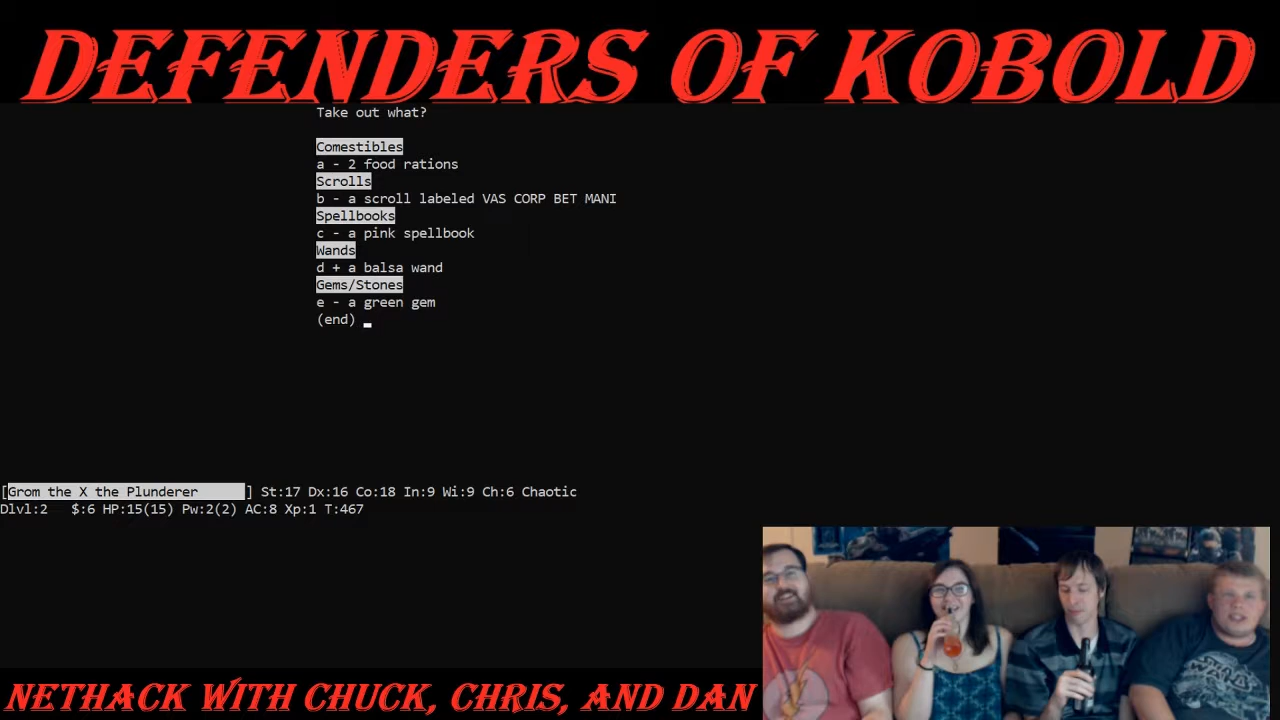 DEFENDERS OF KOBOLD
Take out what?
Comestibles
a - 2 food rations
Scrolls
b - a scroll labeled VAS CORP BET MANI
Spellbooks
c - a pink spellbook
Wands
d + a balsa wand
Gems/Stones
e - a green gem
(end)
[Grom the X the Plunderer ] St:17 Dx:16 Co:18 In:9 Wi:9 Ch:6 Chaotic
Dlvl:2 $:6 HP:15(15) Pw:2(2) AC:8 Xp:1 T:467
STAR WARS
NETHACK WITH CHUCK, CHRIS, AND DAN